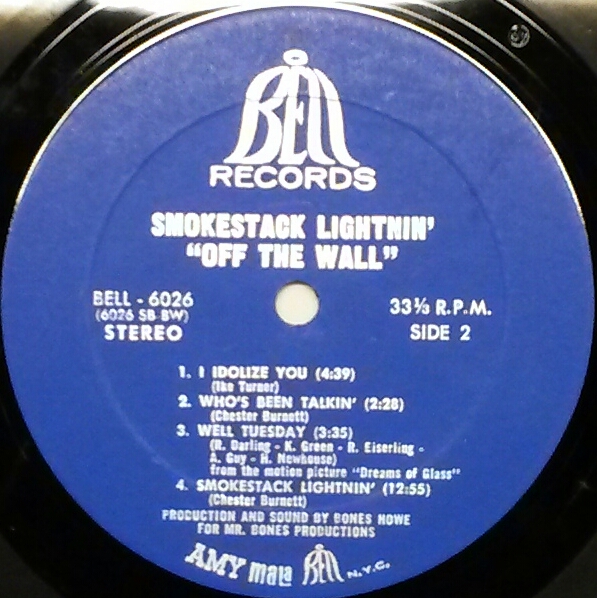 BELL
RECORDS
SMOKESTACK LIGHTNIN'
"OFF THE WALL"
BELL - 6026
(6026 SB-BW)
STEREO
33⅓ R.P.M.
SIDE 2
1. I IDOLIZE YOU (4:39)
(Ike Turner)
2. WHO'S BEEN TALKIN' (2:28)
(Chester Burnett)
3. WELL TUESDAY (3:35)
(R. Darling - K. Green - R. Eiserling -
A. Guy - H. Newhouse)
from the motion picture "Dreams of Glass"
4. SMOKESTACK LIGHTNIN' (12:55)
(Chester Burnett)
PRODUCTION AND SOUND BY BONES HOWE
FOR MR. BONES PRODUCTIONS
AMY mala BELL N.Y.C.